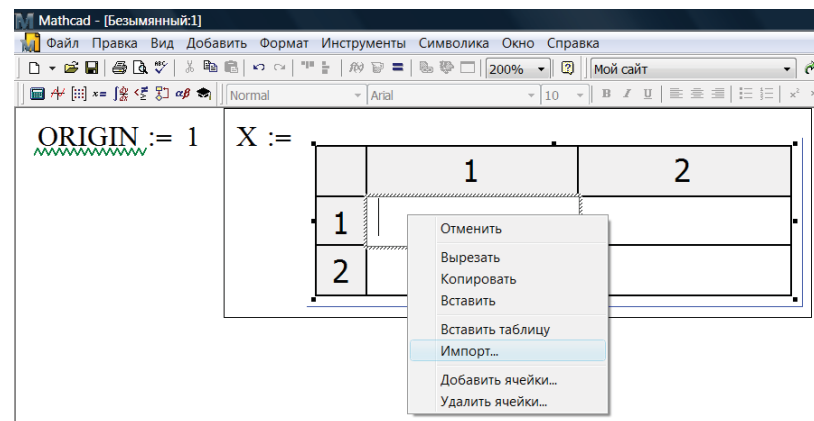 Mathcad - [Безымянный:1]
Файл Правка Вид Добавить Формат Инструменты Символика Окно Справка
200% Мой сайт
Normal Arial 10 B I U
ORIGIN := 1 X :=
1 2
1
2
Отменить
Вырезать
Копировать
Вставить
Вставить таблицу
Импорт...
Добавить ячейки...
Удалить ячейки...